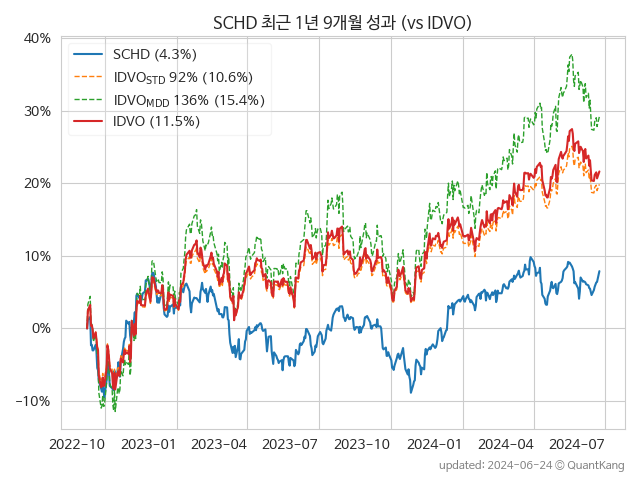 SCHD 최근 1년 9개월 성과 (vs IDVO)
40%
30%
20%
10%
0%
−10%
SCHD (4.3%)
IDVOSTD 92% (10.6%)
IDVOMDD 136% (15.4%)
IDVO (11.5%)
2022-10 2023-01 2023-04 2023-07 2023-10 2024-01 2024-04 2024-07
updated: 2024-06-24 © QuantKang